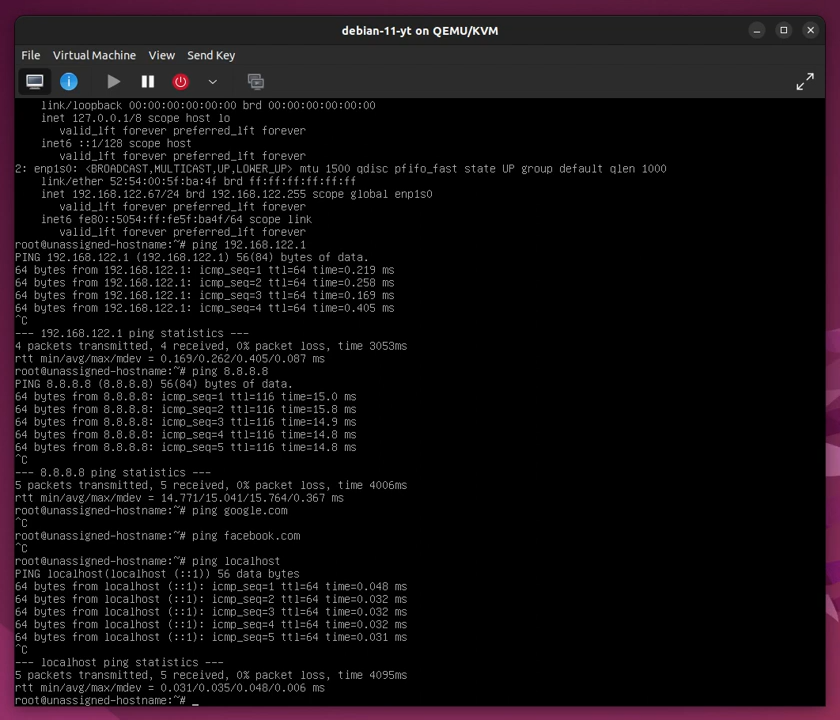 debian-11-yt on QEMU/KVM
File Virtual Machine View Send Key
link/loopback 00:00:00:00:00:00 brd 00:00:00:00:00:00
inet 127.0.0.1/8 scope host lo
valid_lft forever preferred_lft forever
inet6 ::1/128 scope host
valid_lft forever preferred_lft forever
2: enp1s0: <BROADCAST,MULTICAST,UP,LOWER_UP> mtu 1500 qdisc pfifo_fast state UP group default qlen 1000
link/ether 52:54:00:5f:ba:4f brd ff:ff:ff:ff:ff:ff
inet 192.168.122.67/24 brd 192.168.122.255 scope global enp1s0
valid_lft forever preferred_lft forever
inet6 fe80::5054:ff:fe5f:ba4f/64 scope link
valid_lft forever preferred_lft forever
root@unassigned-hostname:~# ping 192.168.122.1
PING 192.168.122.1 (192.168.122.1) 56(84) bytes of data.
64 bytes from 192.168.122.1: icmp_seq=1 ttl=64 time=0.219 ms
64 bytes from 192.168.122.1: icmp_seq=2 ttl=64 time=0.258 ms
64 bytes from 192.168.122.1: icmp_seq=3 ttl=64 time=0.169 ms
64 bytes from 192.168.122.1: icmp_seq=4 ttl=64 time=0.405 ms
^C
--- 192.168.122.1 ping statistics ---
4 packets transmitted, 4 received, 0% packet loss, time 3053ms
rtt min/avg/max/mdev = 0.169/0.262/0.405/0.087 ms
root@unassigned-hostname:~# ping 8.8.8.8
PING 8.8.8.8 (8.8.8.8) 56(84) bytes of data.
64 bytes from 8.8.8.8: icmp_seq=1 ttl=116 time=15.0 ms
64 bytes from 8.8.8.8: icmp_seq=2 ttl=116 time=15.8 ms
64 bytes from 8.8.8.8: icmp_seq=3 ttl=116 time=14.9 ms
64 bytes from 8.8.8.8: icmp_seq=4 ttl=116 time=14.8 ms
64 bytes from 8.8.8.8: icmp_seq=5 ttl=116 time=14.8 ms
^C
--- 8.8.8.8 ping statistics ---
5 packets transmitted, 5 received, 0% packet loss, time 4006ms
rtt min/avg/max/mdev = 14.771/15.041/15.764/0.367 ms
root@unassigned-hostname:~# ping google.com
^C
root@unassigned-hostname:~# ping facebook.com
^C
root@unassigned-hostname:~# ping localhost
PING localhost(localhost (::1)) 56 data bytes
64 bytes from localhost (::1): icmp_seq=1 ttl=64 time=0.048 ms
64 bytes from localhost (::1): icmp_seq=2 ttl=64 time=0.032 ms
64 bytes from localhost (::1): icmp_seq=3 ttl=64 time=0.032 ms
64 bytes from localhost (::1): icmp_seq=4 ttl=64 time=0.032 ms
64 bytes from localhost (::1): icmp_seq=5 ttl=64 time=0.031 ms
^C
--- localhost ping statistics ---
5 packets transmitted, 5 received, 0% packet loss, time 4095ms
rtt min/avg/max/mdev = 0.031/0.035/0.048/0.006 ms
root@unassigned-hostname:~# _